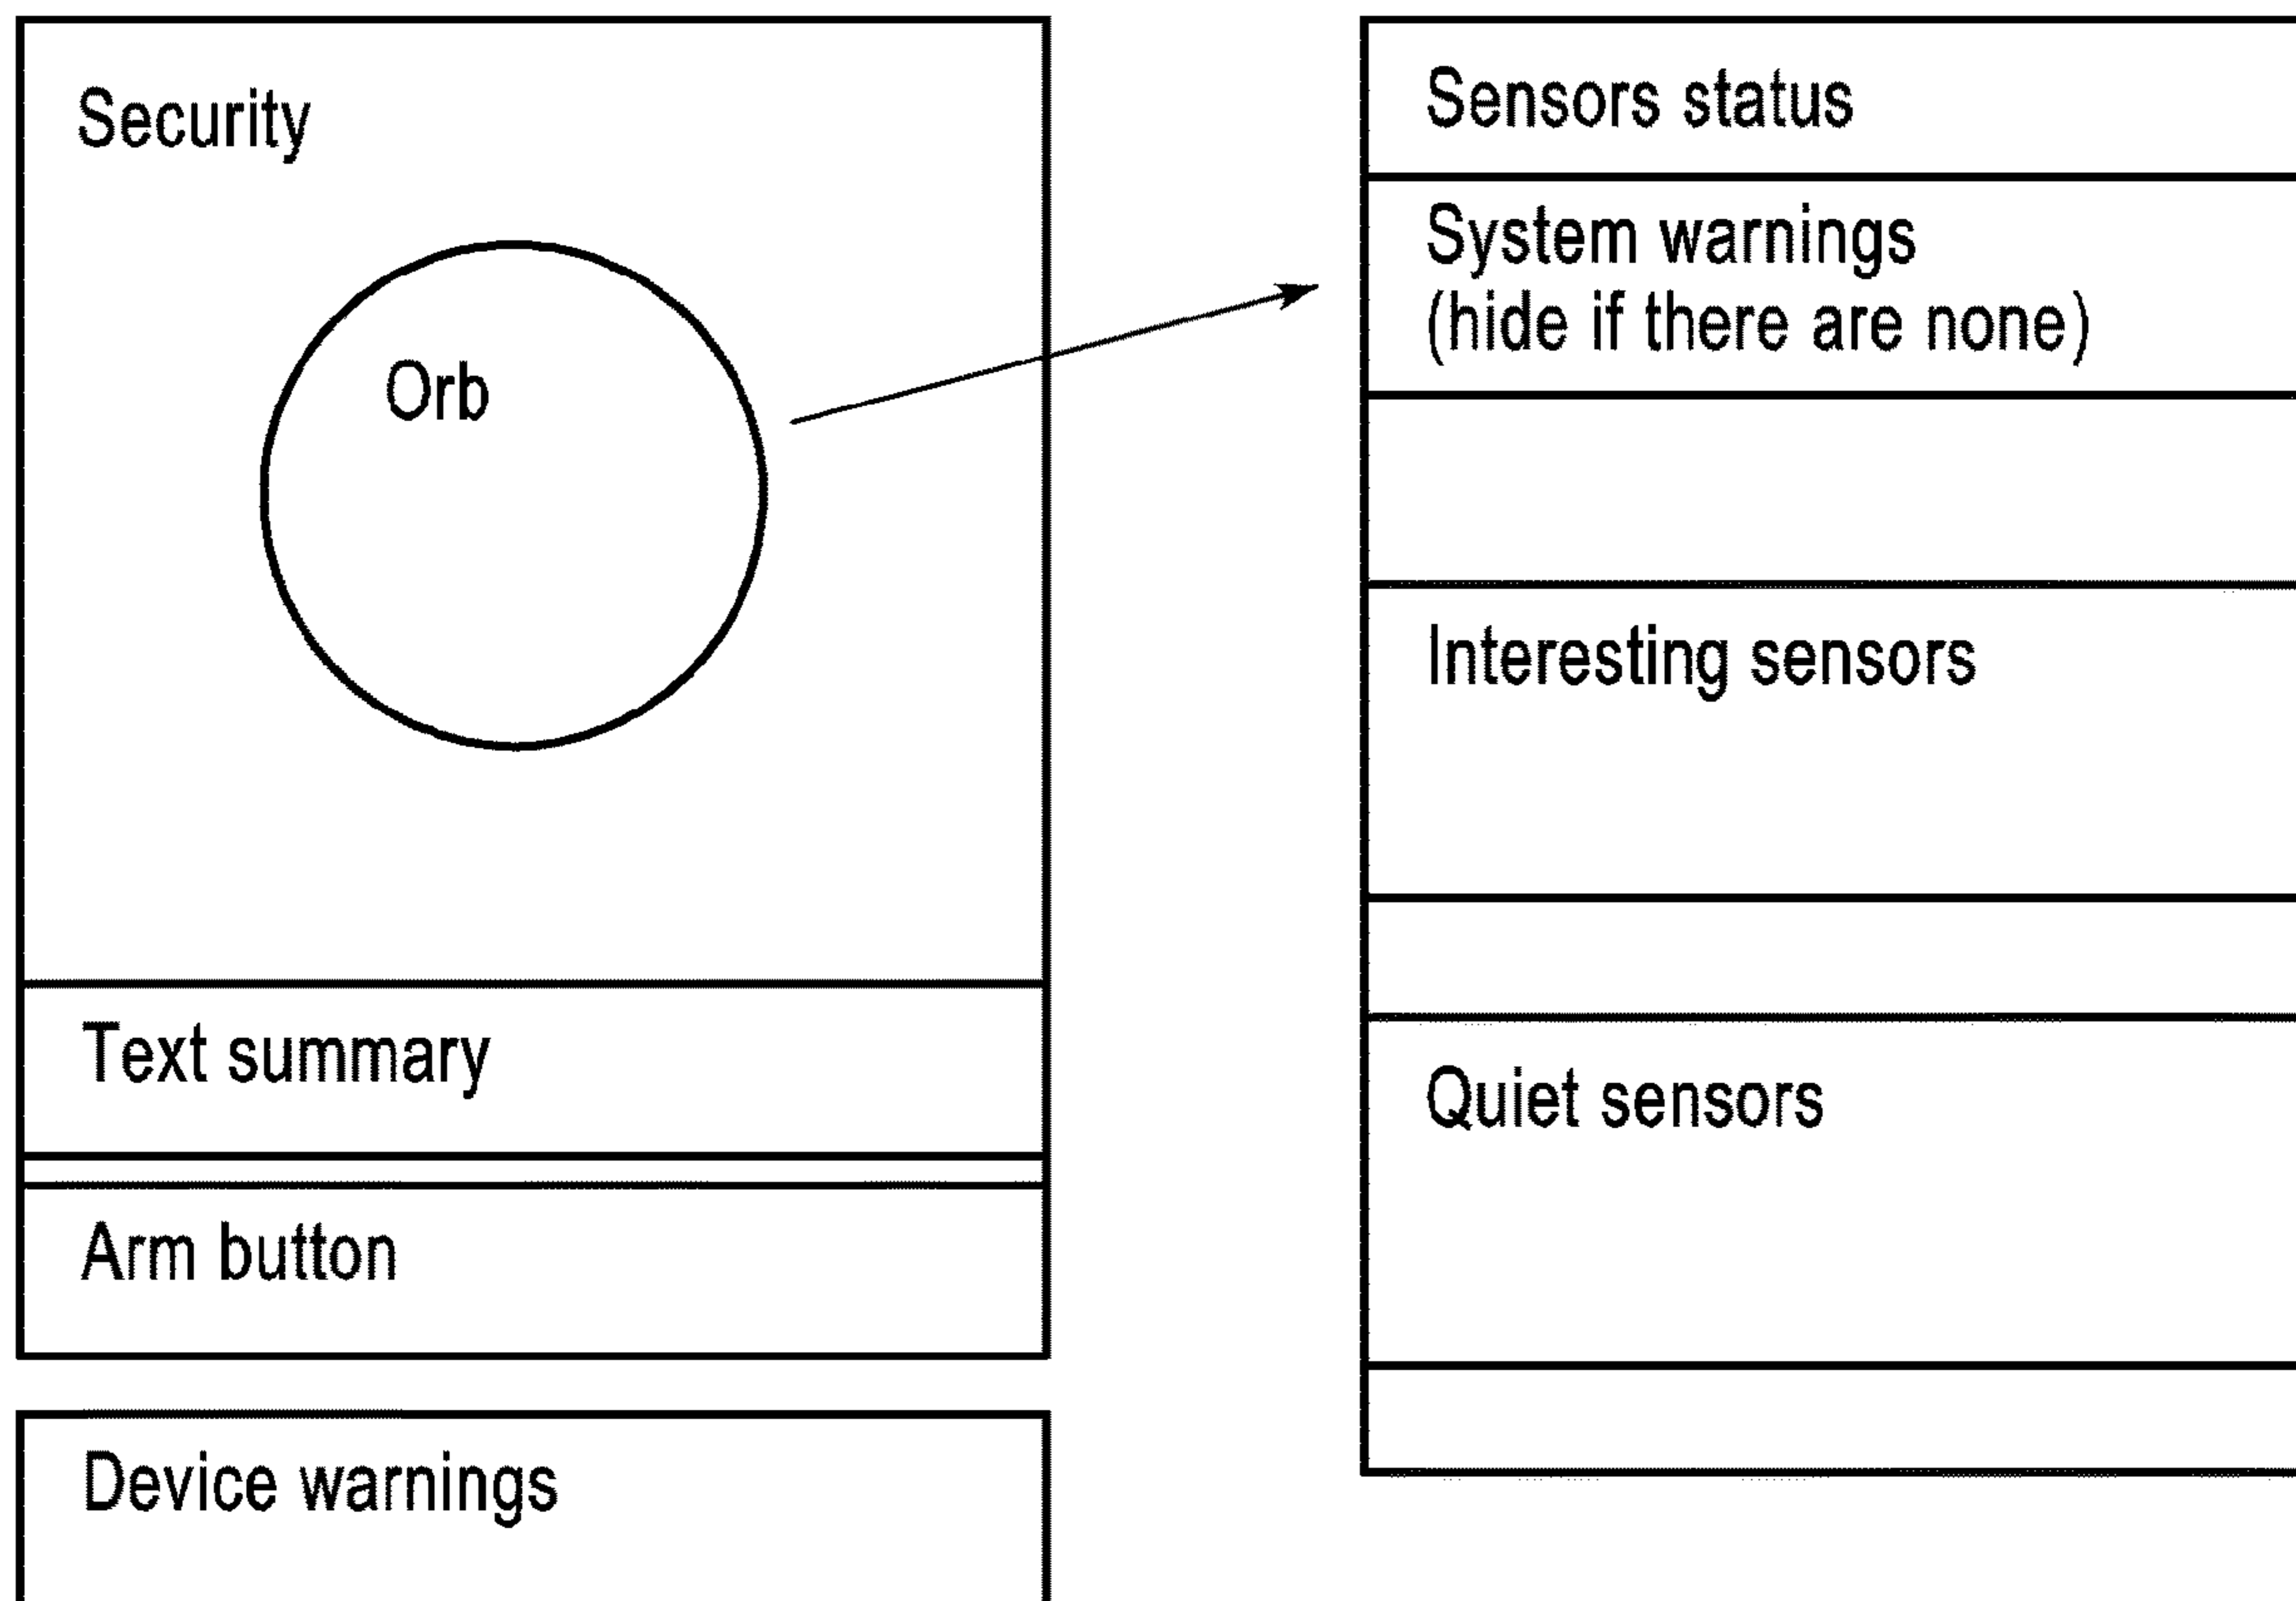 Security
Orb
Text summary
Arm button
Device warnings
Sensors status
System warnings
(hide if there are none)
Interesting sensors
Quiet sensors